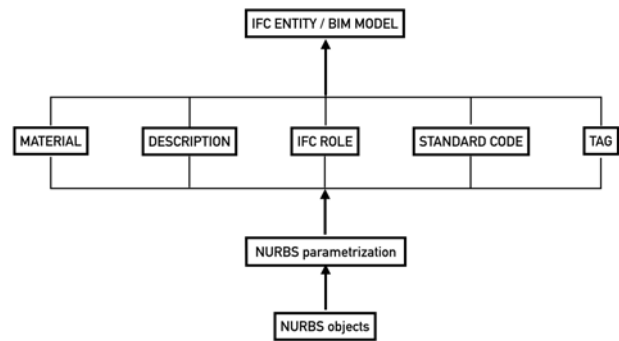 IFC ENTITY / BIM MODEL
MATERIAL
DESCRIPTION
IFC ROLE
STANDARD CODE
TAG
NURBS parametrization
NURBS objects